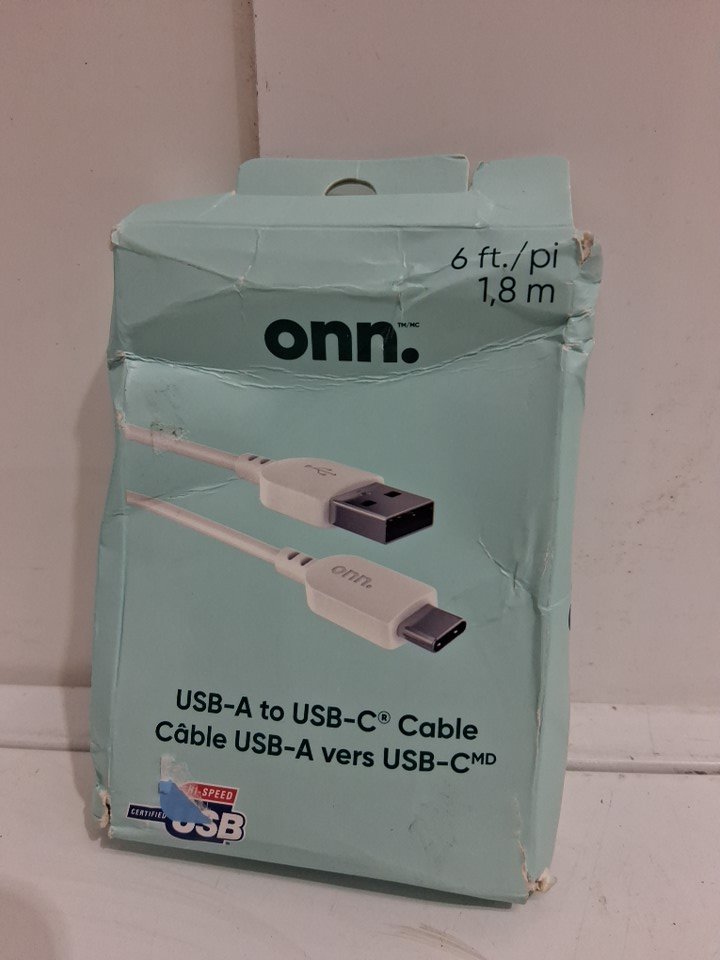 6 ft./pi
1,8 m
onn.™/MC
onn.
USB-A to USB-C® Cable
Câble USB-A vers USB-Cᴹᴰ
HI-SPEED
CERTIFIED
USB